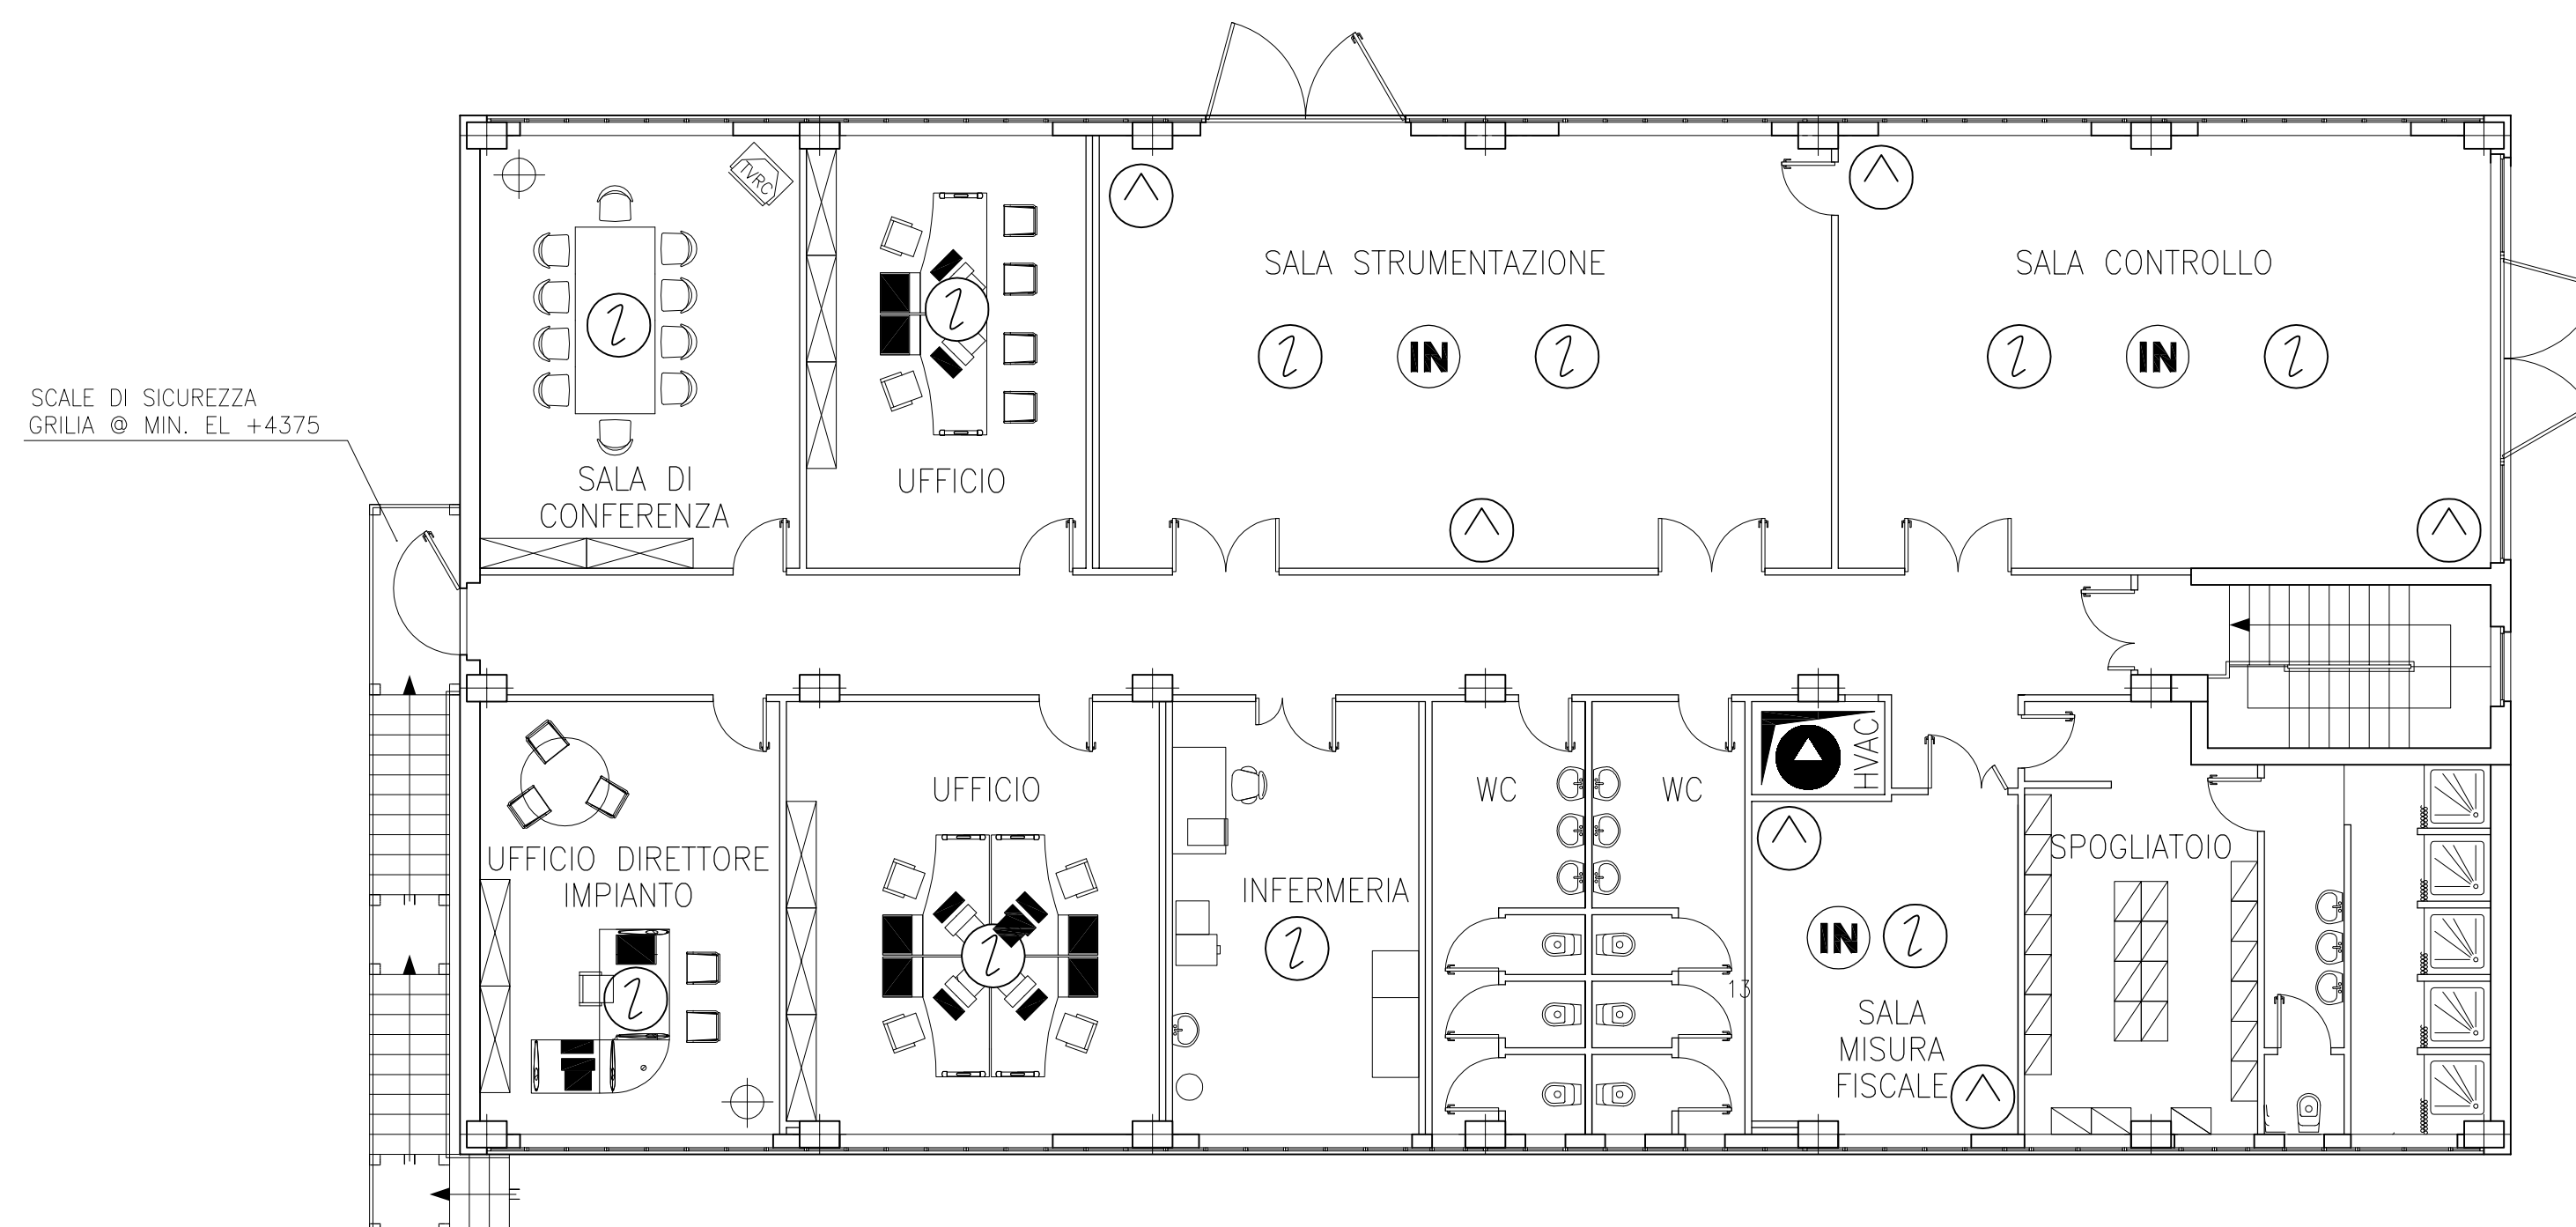 TVRC
SALA STRUMENTAZIONE
SALA CONTROLLO
IN
IN
SCALE DI SICUREZZA
GRILIA @ MIN. EL +4375
SALA DI
CONFERENZA
UFFICIO
HVAC
WC
WC
UFFICIO
UFFICIO DIRETTORE
IMPIANTO
INFERMERIA
SPOGLIATOIO
IN
13
SALA
MISURA
FISCALE